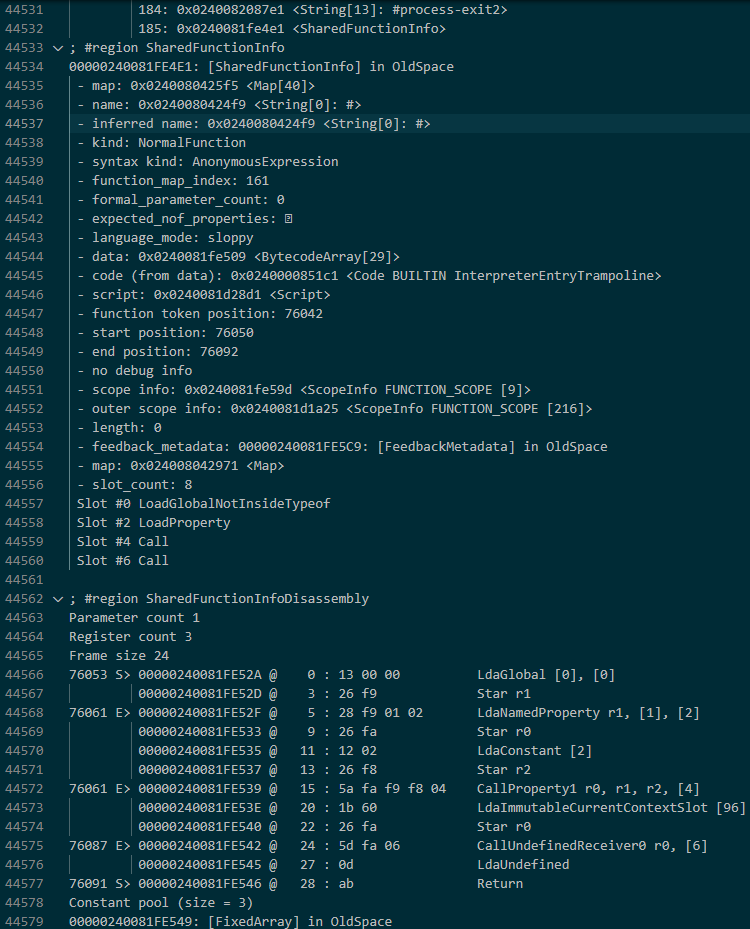 44531 184: 0x0240082087e1 <String[13]: #process-exit2>
44532 185: 0x0240081fe4e1 <SharedFunctionInfo>
44533 ; #region SharedFunctionInfo
44534 00000240081FE4E1: [SharedFunctionInfo] in OldSpace
44535 - map: 0x0240080425f5 <Map[40]>
44536 - name: 0x0240080424f9 <String[0]: #>
44537 - inferred name: 0x0240080424f9 <String[0]: #>
44538 - kind: NormalFunction
44539 - syntax kind: AnonymousExpression
44540 - function_map_index: 161
44541 - formal_parameter_count: 0
44542 - expected_nof_properties:
44543 - language_mode: sloppy
44544 - data: 0x0240081fe509 <BytecodeArray[29]>
44545 - code (from data): 0x0240000851c1 <Code BUILTIN InterpreterEntryTrampoline>
44546 - script: 0x0240081d28d1 <Script>
44547 - function token position: 76042
44548 - start position: 76050
44549 - end position: 76092
44550 - no debug info
44551 - scope info: 0x0240081fe59d <ScopeInfo FUNCTION_SCOPE [9]>
44552 - outer scope info: 0x0240081d1a25 <ScopeInfo FUNCTION_SCOPE [216]>
44553 - length: 0
44554 - feedback_metadata: 00000240081FE5C9: [FeedbackMetadata] in OldSpace
44555 - map: 0x024008042971 <Map>
44556 - slot_count: 8
44557 Slot #0 LoadGlobalNotInsideTypeof
44558 Slot #2 LoadProperty
44559 Slot #4 Call
44560 Slot #6 Call
44561
44562 ; #region SharedFunctionInfoDisassembly
44563 Parameter count 1
44564 Register count 3
44565 Frame size 24
44566 76053 S> 00000240081FE52A @ 0 : 13 00 00 LdaGlobal [0], [0]
44567 00000240081FE52D @ 3 : 26 f9 Star r1
44568 76061 E> 00000240081FE52F @ 5 : 28 f9 01 02 LdaNamedProperty r1, [1], [2]
44569 00000240081FE533 @ 9 : 26 fa Star r0
44570 00000240081FE535 @ 11 : 12 02 LdaConstant [2]
44571 00000240081FE537 @ 13 : 26 f8 Star r2
44572 76061 E> 00000240081FE539 @ 15 : 5a fa f9 f8 04 CallProperty1 r0, r1, r2, [4]
44573 00000240081FE53E @ 20 : 1b 60 LdaImmutableCurrentContextSlot [96]
44574 00000240081FE540 @ 22 : 26 fa Star r0
44575 76087 E> 00000240081FE542 @ 24 : 5d fa 06 CallUndefinedReceiver0 r0, [6]
44576 00000240081FE545 @ 27 : 0d LdaUndefined
44577 76091 S> 00000240081FE546 @ 28 : ab Return
44578 Constant pool (size = 3)
44579 00000240081FE549: [FixedArray] in OldSpace